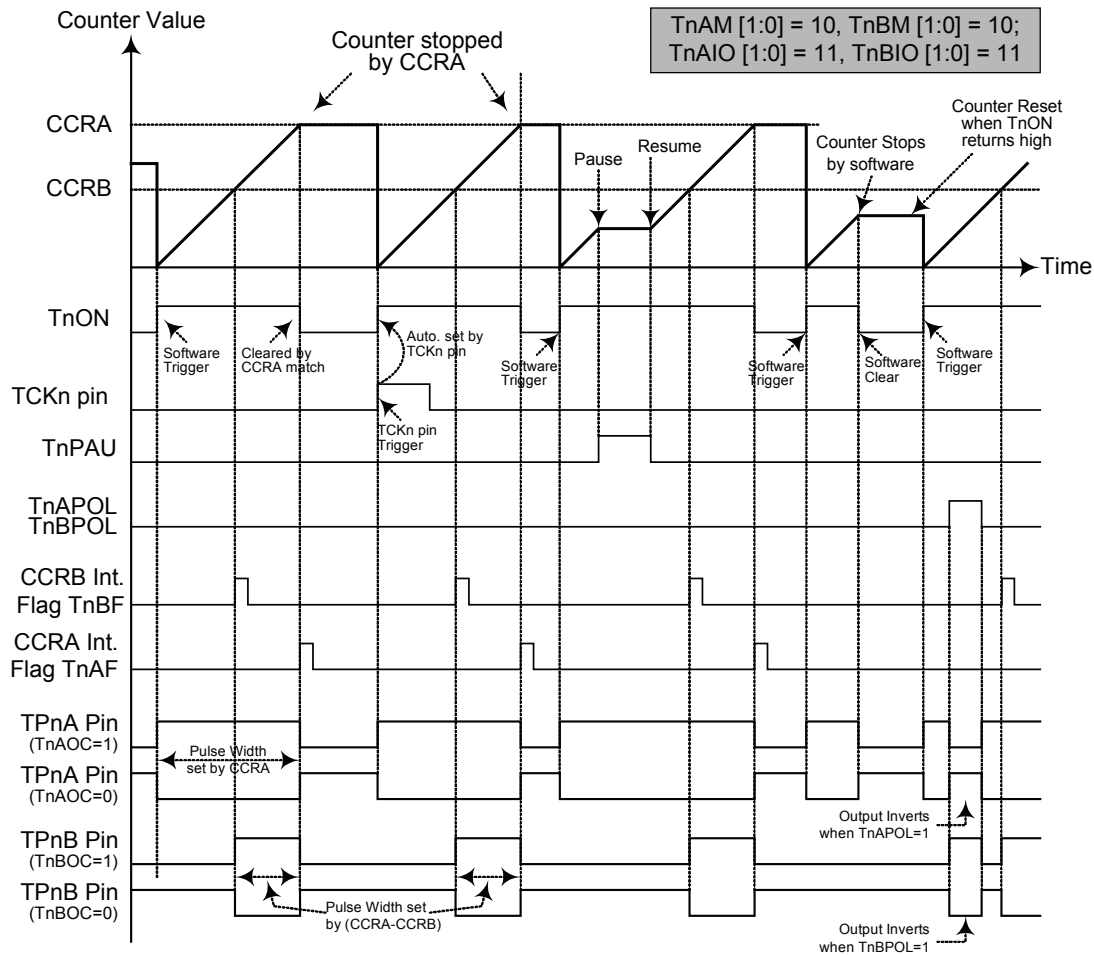 Counter Value
TnAM [1:0] = 10, TnBM [1:0] = 10;
TnAIO [1:0] = 11, TnBIO [1:0] = 11
Counter stopped
by CCRA
CCRA
CCRB
Pause
Resume
Counter Stops
by software
Counter Reset
when TnON
returns high
Time
TnON
Software
Trigger
Cleared by
CCRA match
Auto. set by
TCKn pin
Software
Trigger
Software
Trigger
Software
Clear
Software
Trigger
TCKn pin
TCKn pin
Trigger
TnPAU
TnAPOL
TnBPOL
CCRB Int.
Flag TnBF
CCRA Int.
Flag TnAF
TPnA Pin
(TnAOC=1)
Pulse Width
set by CCRA
TPnA Pin
(TnAOC=0)
Output Inverts
when TnAPOL=1
TPnB Pin
(TnBOC=1)
TPnB Pin
(TnBOC=0)
Pulse Width set
by (CCRA-CCRB)
Output Inverts
when TnBPOL=1